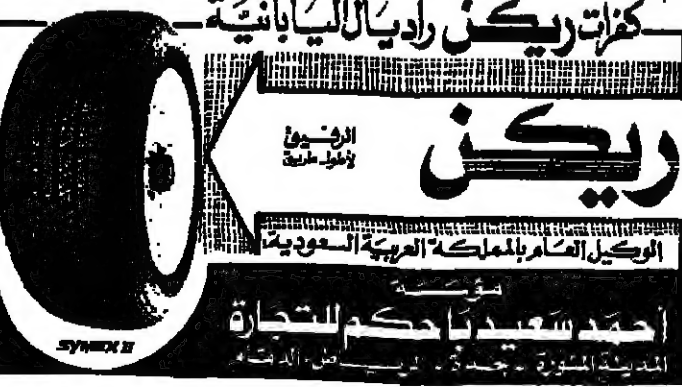 كفرات ريكن راديال اليابانية
ريكن
الرفيق
لأطول طريق
الوكيل العام بالمملكة العربية السعودية:
مؤسسة
أحمد سعيد باحكم للتجارة
المدينة المنورة - جدة - الرياض - الدمام
SYMEX II